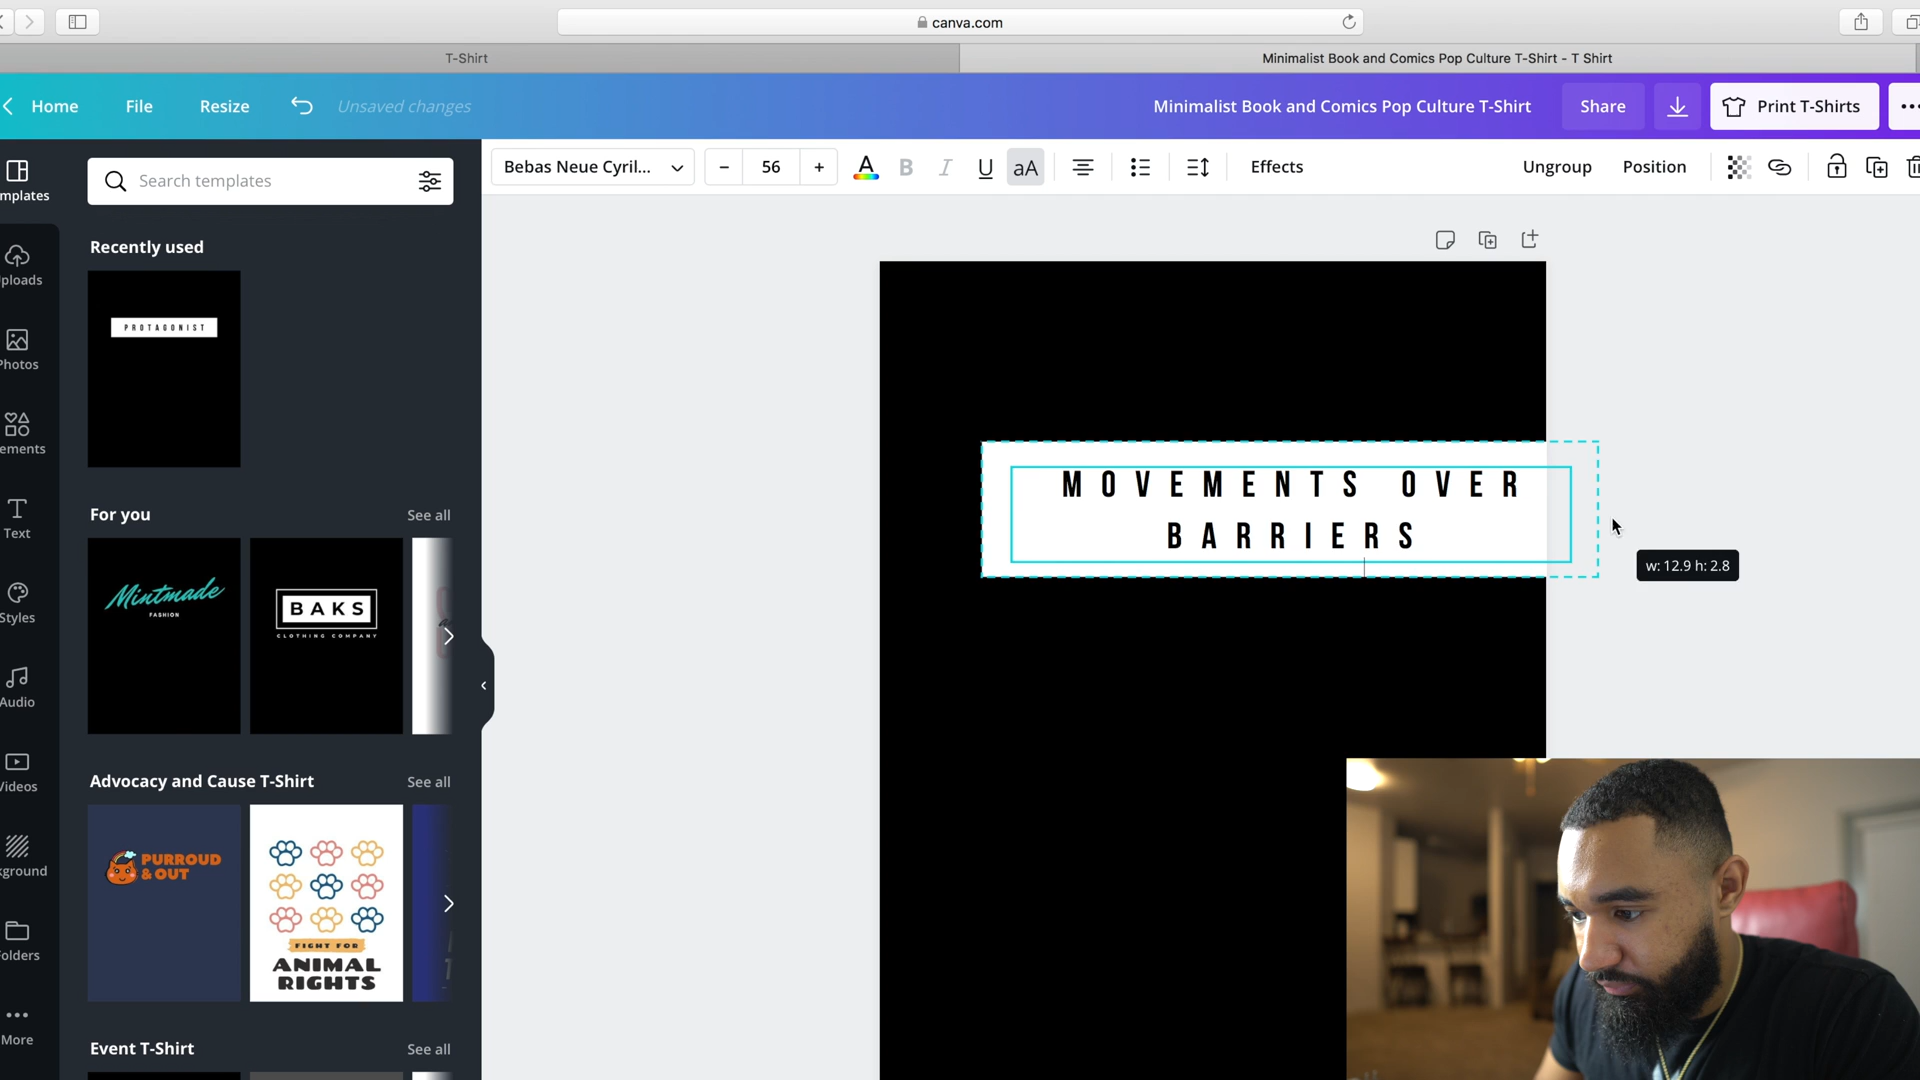 canva.com
T-Shirt
Minimalist Book and Comics Pop Culture T-Shirt - T Shirt
Home
File
Resize
Unsaved changes
Minimalist Book and Comics Pop Culture T-Shirt
Share
Print T-Shirts
mplates
Search templates
Bebas Neue Cyril...
56
A
B
I
U
aA
Effects
Ungroup
Position
Recently used
PROTAGONIST
ploads
Photos
ements
Text
Styles
Audio
Videos
kground
olders
More
For you
See all
Mintmade
FASHION
BAKS
CLOTHING COMPANY
Advocacy and Cause T-Shirt
See all
PURROUD
& OUT
FIGHT FOR
ANIMAL
RIGHTS
Event T-Shirt
See all
MOVEMENTS OVER
BARRIERS
w: 12.9 h: 2.8